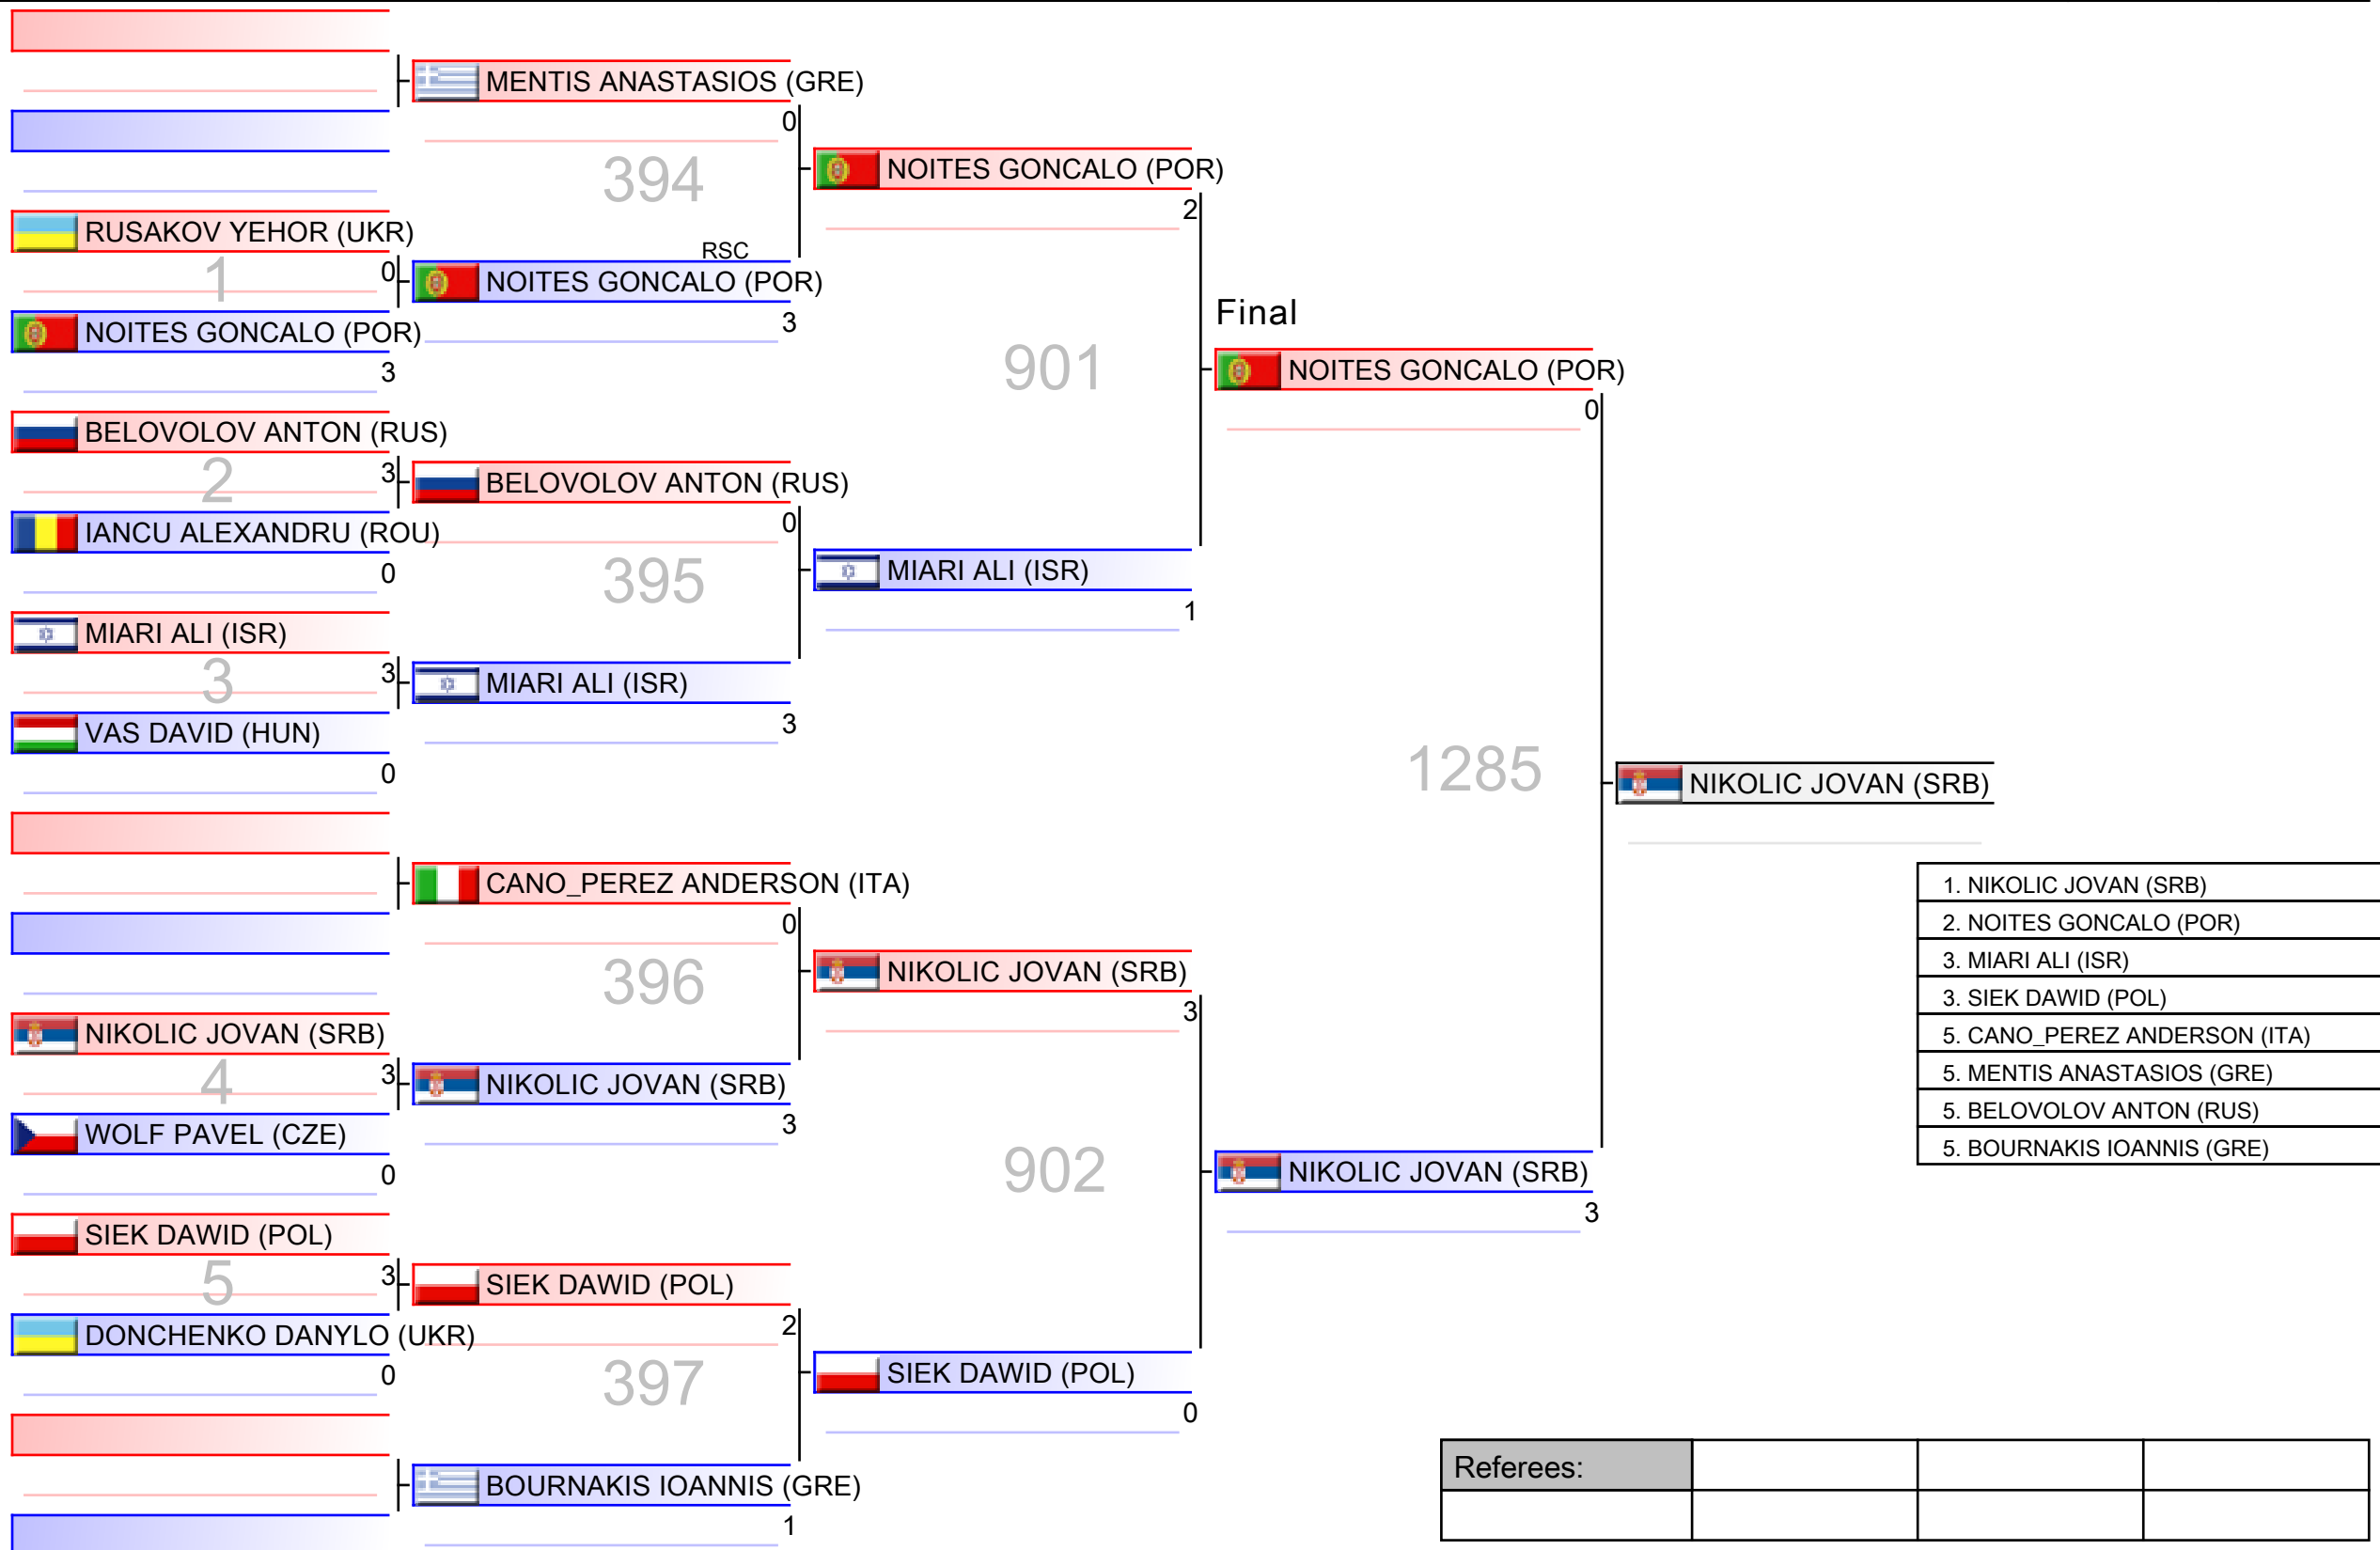 MENTIS ANASTASIOS (GRE)
0
394
NOITES GONCALO (POR)
2
RUSAKOV YEHOR (UKR)
0
1
RSC
NOITES GONCALO (POR)
3
NOITES GONCALO (POR)
3
Final
901
NOITES GONCALO (POR)
0
BELOVOLOV ANTON (RUS)
3
2
BELOVOLOV ANTON (RUS)
0
IANCU ALEXANDRU (ROU)
0
395
MIARI ALI (ISR)
1
MIARI ALI (ISR)
3
3
MIARI ALI (ISR)
3
VAS DAVID (HUN)
0
1285
NIKOLIC JOVAN (SRB)
CANO_PEREZ ANDERSON (ITA)
0
396
NIKOLIC JOVAN (SRB)
3
NIKOLIC JOVAN (SRB)
3
4
NIKOLIC JOVAN (SRB)
3
WOLF PAVEL (CZE)
0
902
NIKOLIC JOVAN (SRB)
3
SIEK DAWID (POL)
3
5
SIEK DAWID (POL)
2
DONCHENKO DANYLO (UKR)
0
397
SIEK DAWID (POL)
0
BOURNAKIS IOANNIS (GRE)
1
1. NIKOLIC JOVAN (SRB)
2. NOITES GONCALO (POR)
3. MIARI ALI (ISR)
3. SIEK DAWID (POL)
5. CANO_PEREZ ANDERSON (ITA)
5. MENTIS ANASTASIOS (GRE)
5. BELOVOLOV ANTON (RUS)
5. BOURNAKIS IOANNIS (GRE)
Referees: